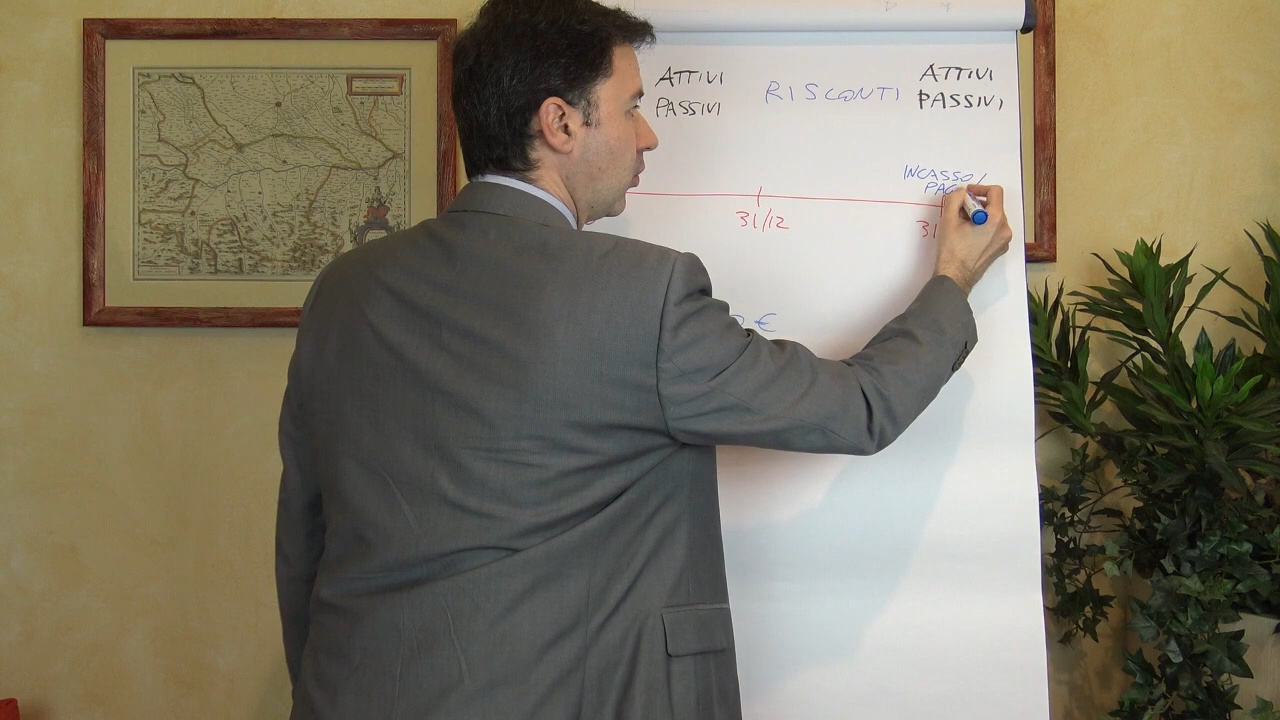 ATTIVI
PASSIVI
RISCONTI
ATTIVI
PASSIVI
INCASSO/
31/12
€